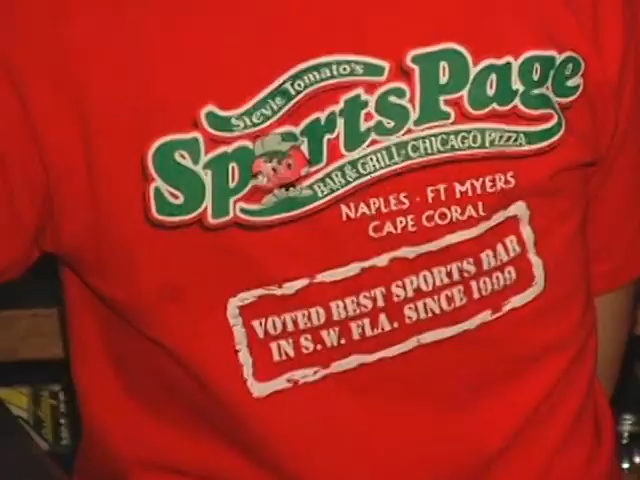 Stevie Tomato's
SportsPage
BAR & GRILL · CHICAGO PIZZA
NAPLES · FT MYERS
CAPE CORAL
VOTED BEST SPORTS BAR
IN S.W. FLA. SINCE 1999